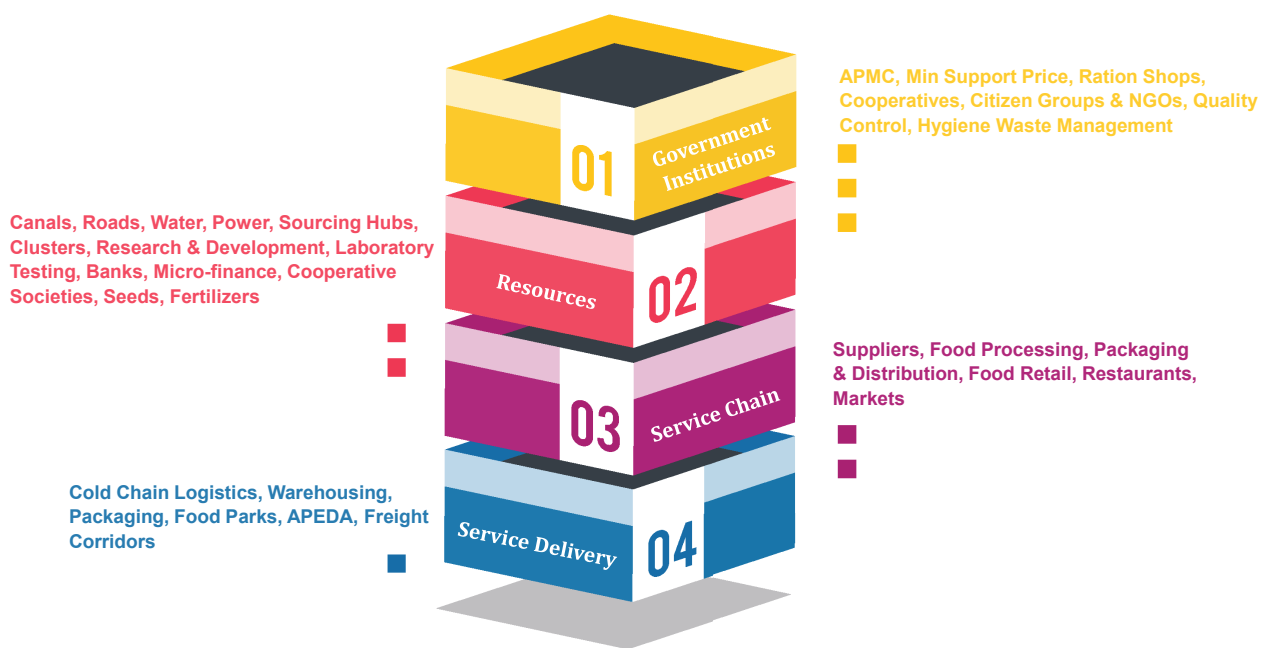 APMC, Min Support Price, Ration Shops,
Cooperatives, Citizen Groups & NGOs, Quality
Control, Hygiene Waste Management
01
Government
Institutions
Canals, Roads, Water, Power, Sourcing Hubs,
Clusters, Research & Development, Laboratory
Testing, Banks, Micro-finance, Cooperative
Societies, Seeds, Fertilizers
Resources
02
Suppliers, Food Processing, Packaging
& Distribution, Food Retail, Restaurants,
Markets
03
Service Chain
Cold Chain Logistics, Warehousing,
Packaging, Food Parks, APEDA, Freight
Corridors
Service Delivery
04